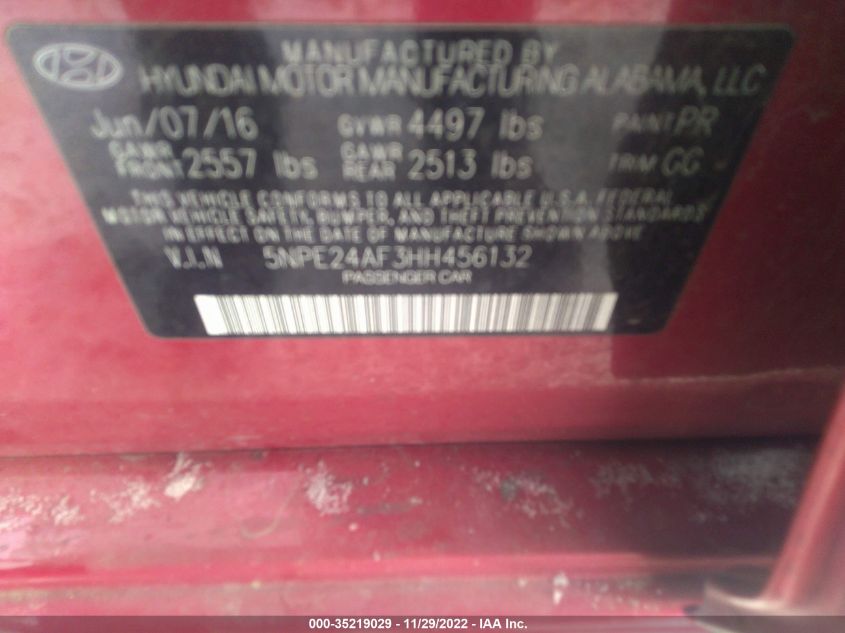 MANUFACTURED BY
HYUNDAI MOTOR MANUFACTURING ALABAMA, LLC
Jun/07/16 GVWR 4497 lbs PAINT PR
GAWR FRONT 2557 lbs GAWR REAR 2513 lbs TRIM GG
THIS VEHICLE CONFORMS TO ALL APPLICABLE U.S.A. FEDERAL
MOTOR VEHICLE SAFETY, BUMPER, AND THEFT PREVENTION STANDARDS
IN EFFECT ON THE DATE OF MANUFACTURE SHOWN ABOVE
V.I.N 5NPE24AF3HH456132
PASSENGER CAR
000-35219029 - 11/29/2022 - IAA Inc.